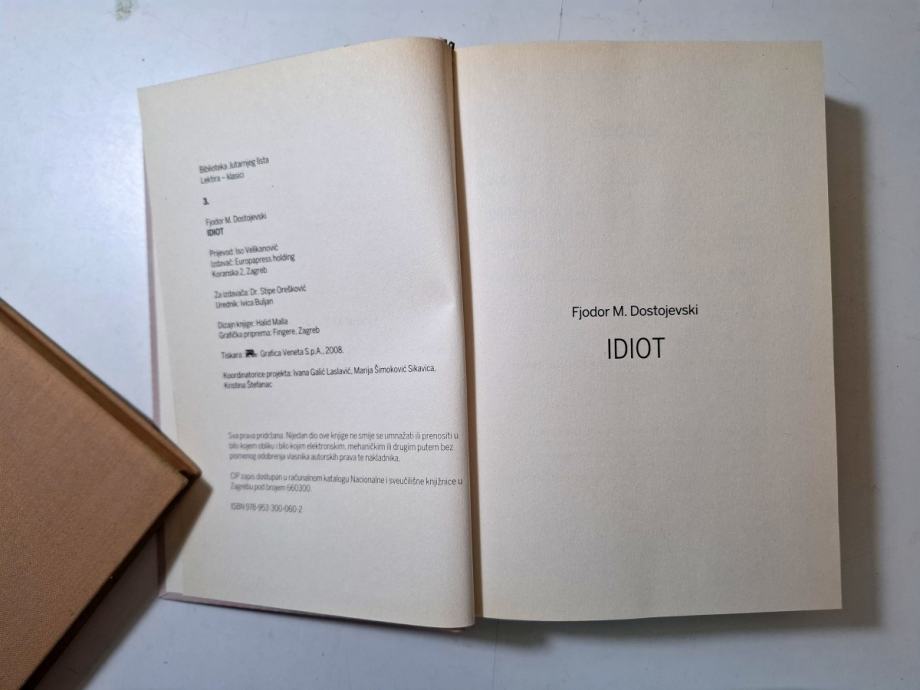 Biblioteka Jutarnjeg lista
Lektira – klasici
3.
Fjodor M. Dostojevski
IDIOT
Prijevod: Iso Velikanović
Izdavač: Europapress holding
Koranska 2, Zagreb
Za izdavača: Dr. Stipe Orešković
Urednik: Ivica Buljan
Dizajn knjige: Halid Malla
Grafička priprema: Fingere, Zagreb
Tiskara: Grafica Veneta S.p.A., 2008.
Koordinatorice projekta: Ivana Galić Laslavić, Marija Šimoković Sikavica,
Kristina Štefanac
Sva prava pridržana. Nijedan dio ove knjige ne smije se umnažati ili prenositi u
bilo kojem obliku i bilo kojim elektronskim, mehaničkim ili drugim putem bez
pismenog odobrenja vlasnika autorskih prava te nakladnika.
CIP zapis dostupan u računalnom katalogu Nacionalne i sveučilišne knjižnice u
Zagrebu pod brojem 660300.
ISBN 978-953-300-060-2
Fjodor M. Dostojevski
IDIOT